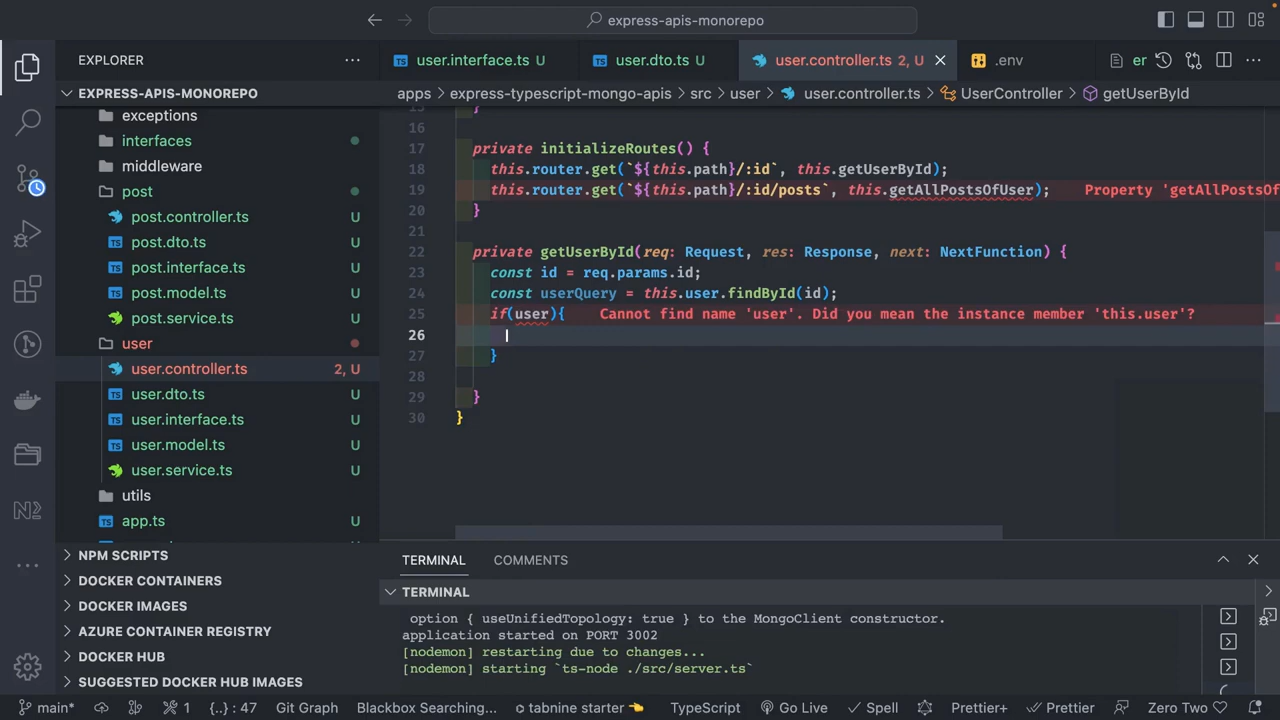 express-apis-monorepo
EXPLORER
user.interface.ts U
user.dto.ts U
user.controller.ts 2, U
.env
er
EXPRESS-APIS-MONOREPO
apps > express-typescript-mongo-apis > src > user > user.controller.ts > UserController > getUserById
exceptions
interfaces
middleware
post
post.controller.ts U
post.dto.ts U
post.interface.ts U
post.model.ts U
post.service.ts U
user
user.controller.ts 2, U
user.dto.ts U
user.interface.ts U
user.model.ts U
user.service.ts U
utils
app.ts U
NPM SCRIPTS
DOCKER CONTAINERS
DOCKER IMAGES
AZURE CONTAINER REGISTRY
DOCKER HUB
SUGGESTED DOCKER HUB IMAGES
}
16
17 private initializeRoutes() {
18 this.router.get(`${this.path}/:id`, this.getUserById);
19 this.router.get(`${this.path}/:id/posts`, this.getAllPostsOfUser); Property 'getAllPostsOf
20 }
21
22 private getUserById(req: Request, res: Response, next: NextFunction) {
23 const id = req.params.id;
24 const userQuery = this.user.findById(id);
25 if(user){ Cannot find name 'user'. Did you mean the instance member 'this.user'?
26
27 }
28
29 }
30 }
TERMINAL COMMENTS
TERMINAL
option { useUnifiedTopology: true } to the MongoClient constructor.
application started on PORT 3002
[nodemon] restarting due to changes...
[nodemon] starting `ts-node ./src/server.ts`
main* 1 {..} : 47 Git Graph Blackbox Searching... tabnine starter TypeScript Go Live Spell Prettier+ Prettier Zero Two